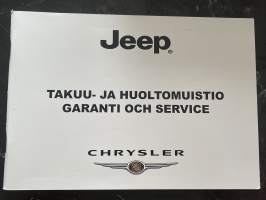 Jeep®
TAKUU- JA HUOLTOMUISTIO
GARANTI OCH SERVICE
CHRYSLER